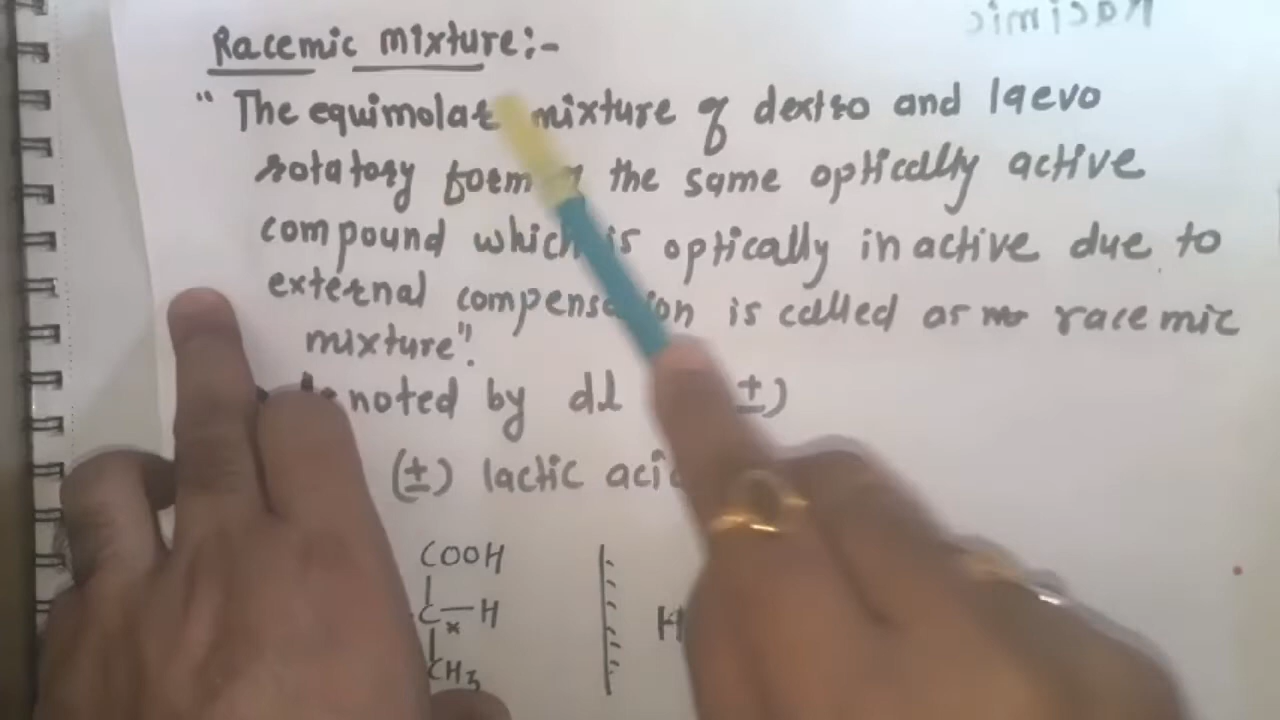 Racemic mixture:-
" The equimolar mixture of dextro and laevo
rotatory form the same optically active
compound which is optically inactive due to
external compensation is called as racemic
mixture".
noted by dl ±)
(±) lactic aci
COOH
C—H
x
CH3
H
Racimic